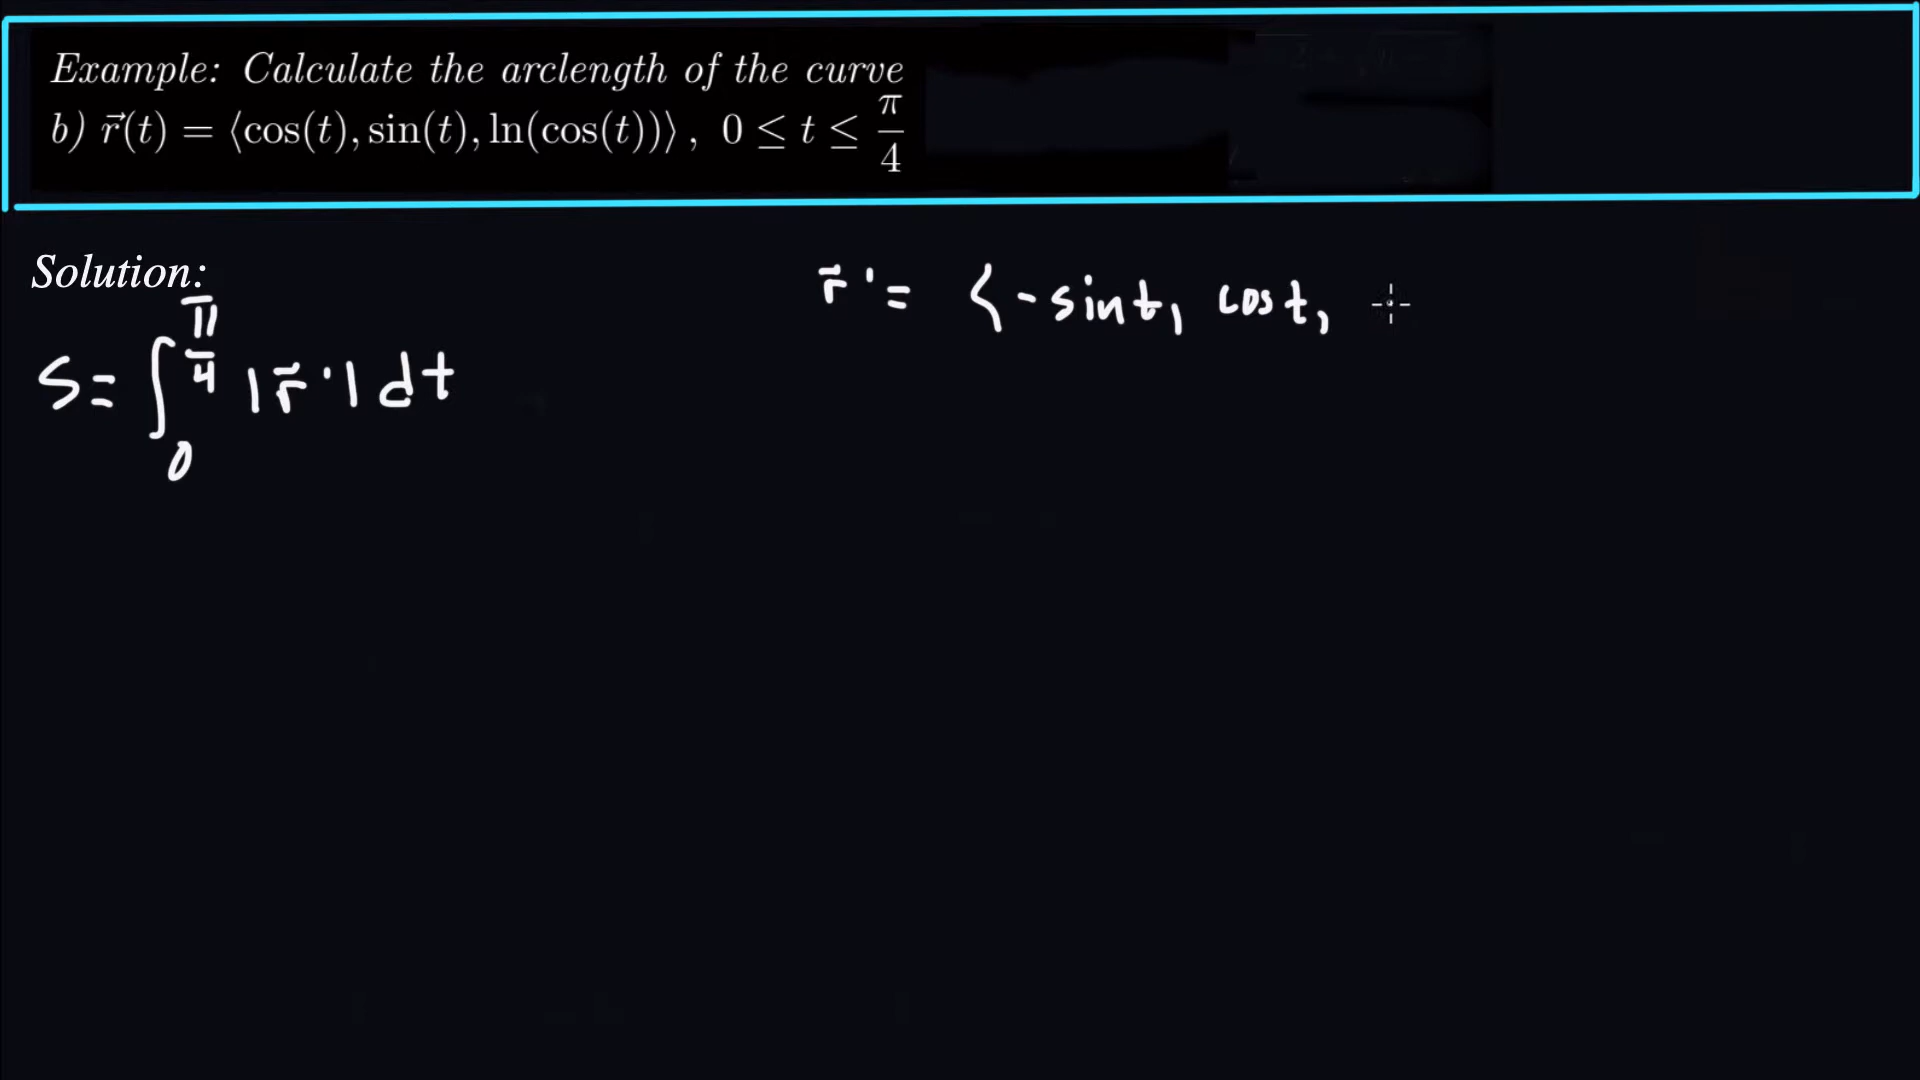 Example: Calculate the arclength of the curve
b) r⃗(t) = ⟨cos(t), sin(t), ln(cos(t))⟩, 0 ≤ t ≤ π/4
Solution:
r⃗' = ⟨-sint, cost,
S = ∫₀^(π/4) |r⃗'| dt